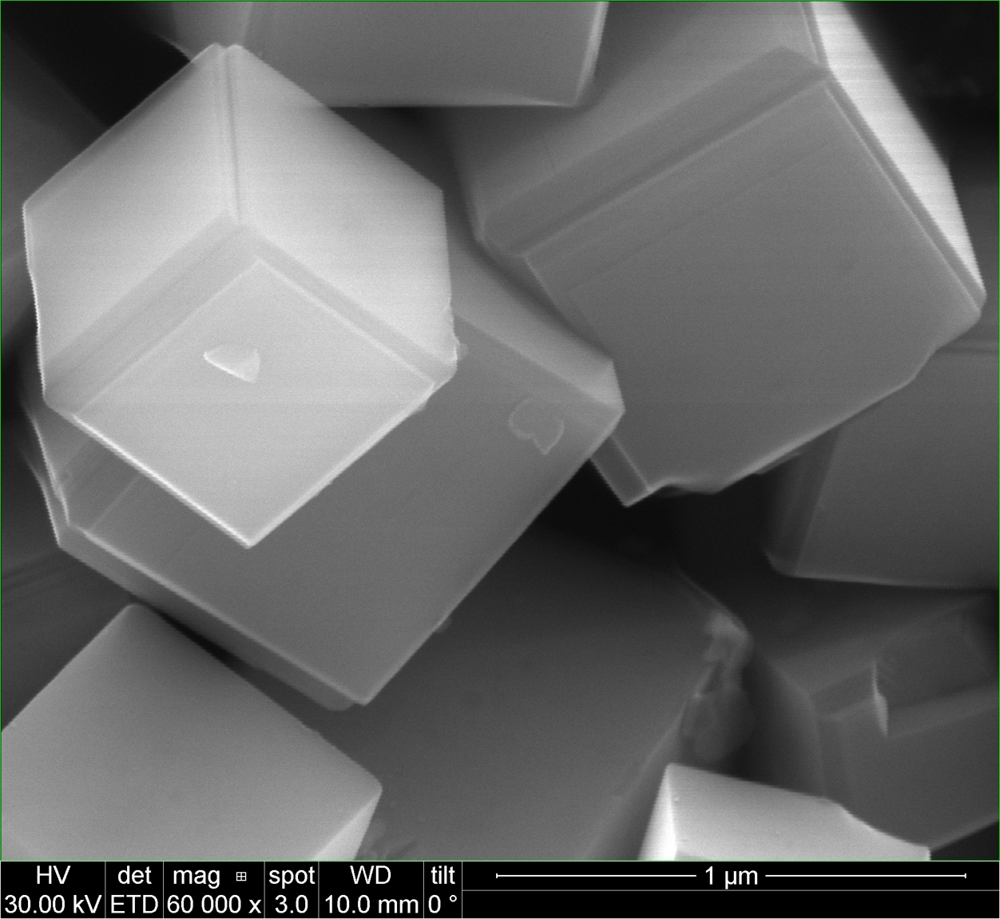 HV det mag ⊞ spot WD tilt 1 µm
30.00 kV ETD 60 000 x 3.0 10.0 mm 0 °